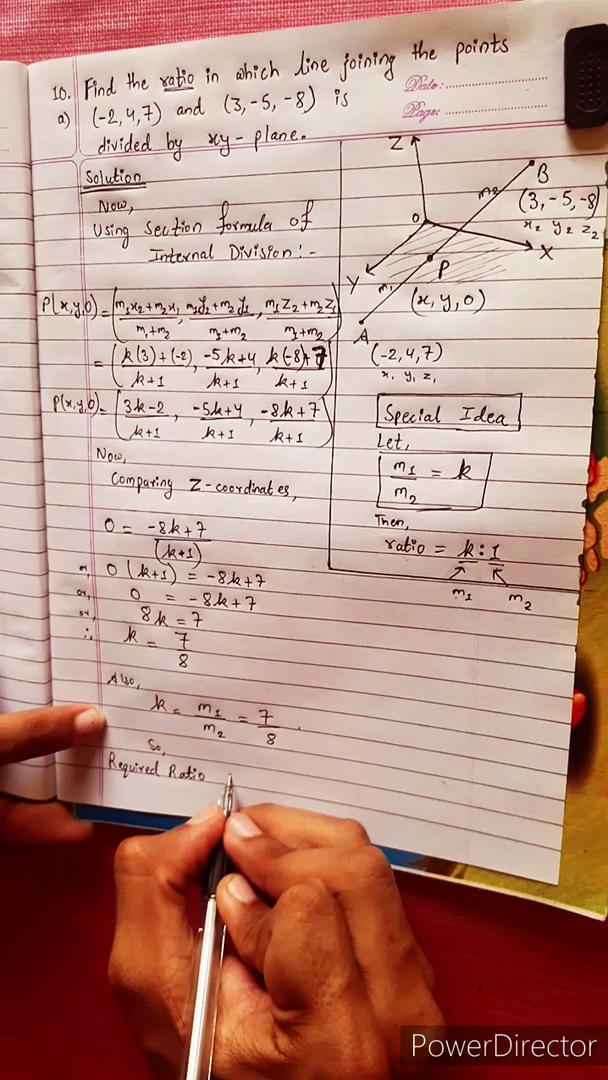 10. Find the ratio in which line joining the points
a) (-2,4,7) and (3,-5,-8) is
divided by xy-plane.
Date:
Page:
Solution
Now,
Using section formula of
Internal Division:-
P(x,y,0) = (m1x2+m2x1/m1+m2, m1y2+m2y1/m1+m2, m1z2+m2z1/m1+m2)
= (k(3)+(-2)/k+1, -5k+4/k+1, k(-8)+7/k+1)
P(x,y,0) = (3k-2/k+1, -5k+4/k+1, -8k+7/k+1)
Now,
Comparing Z-coordinates,
0 = -8k+7/(k+1)
or, 0(k+1) = -8k+7
or, 0 = -8k+7
or, 8k = 7
∴ k = 7/8
Also,
k = m1/m2 = 7/8.
So,
Required Ratio
Z
B
m2
(3,-5,-8)
x2 y2 z2
O
X
P
Y
m1
(x, y, 0)
A
(-2,4,7)
x1 y1 z1
Special Idea
Let,
m1/m2 = k
Then,
ratio = k:1
m1 m2
PowerDirector